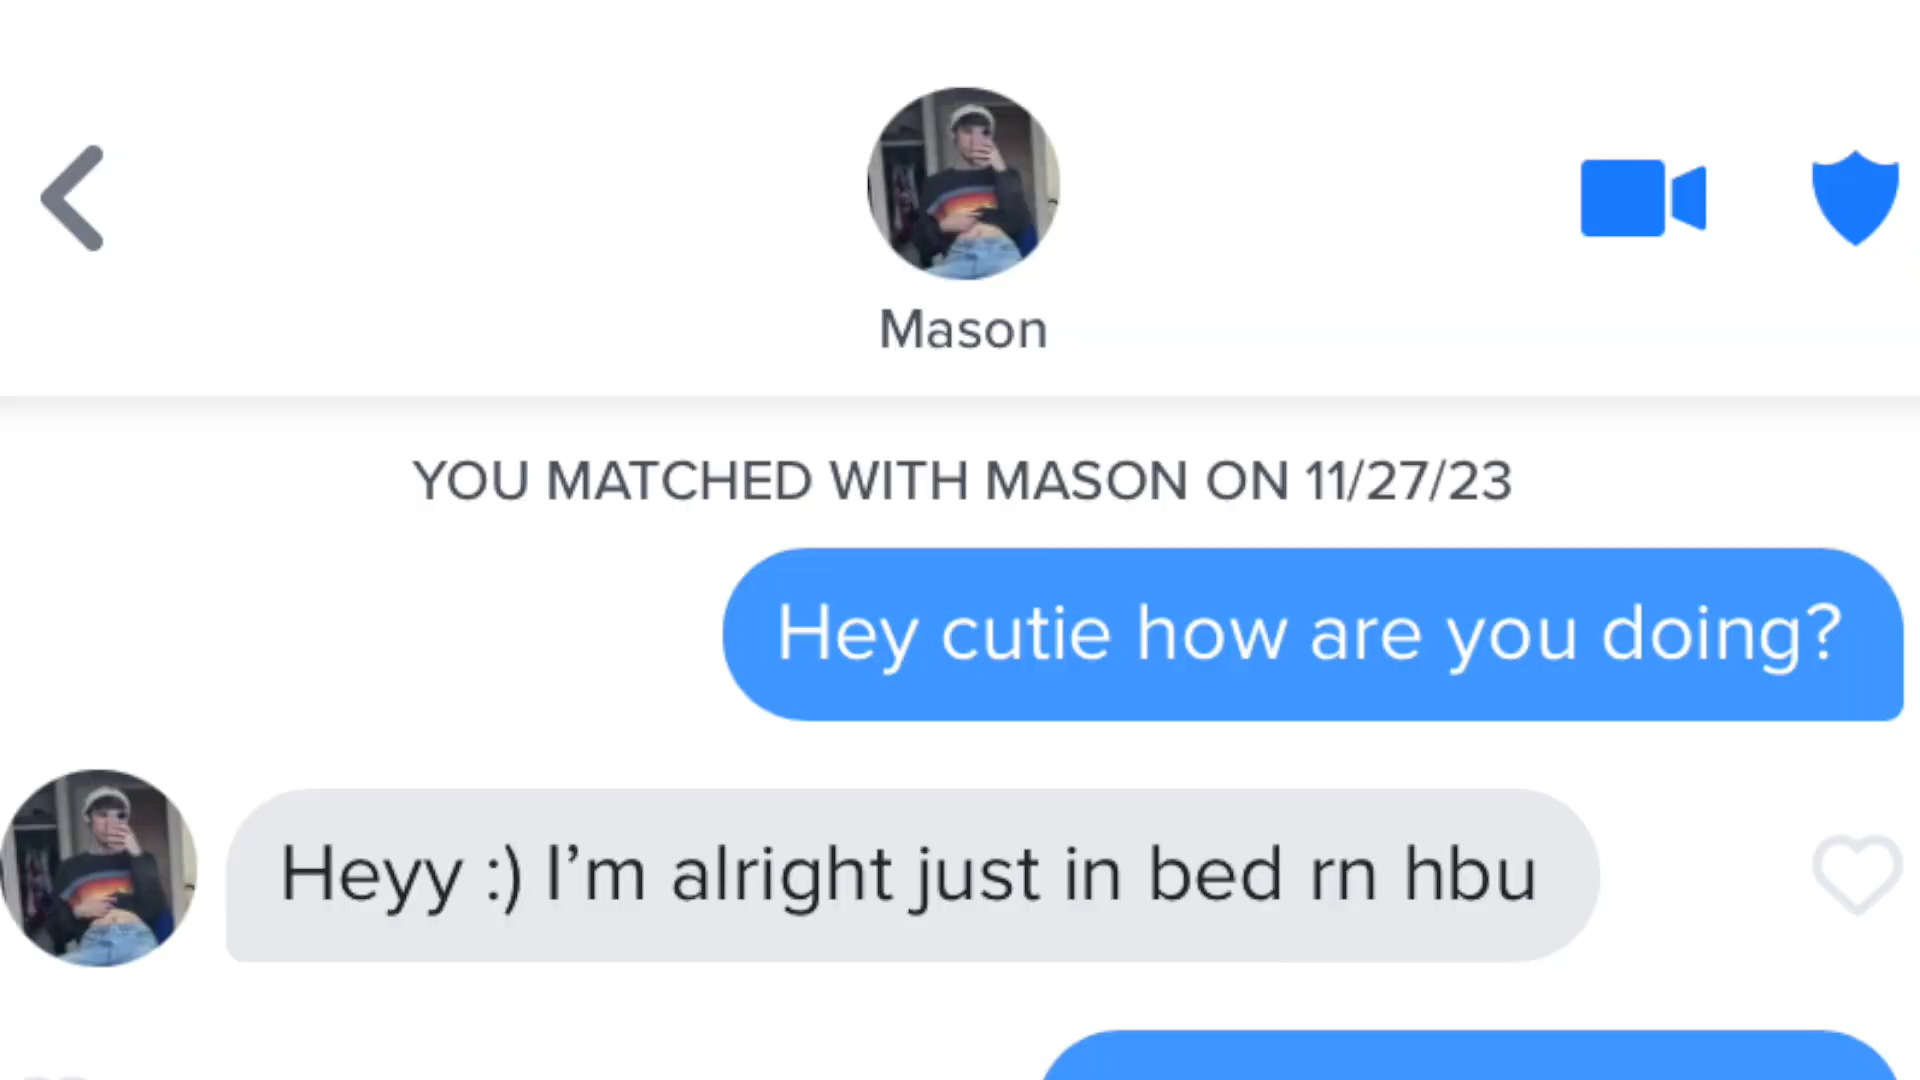 Mason
YOU MATCHED WITH MASON ON 11/27/23
Hey cutie how are you doing?
Heyy :) I’m alright just in bed rn hbu